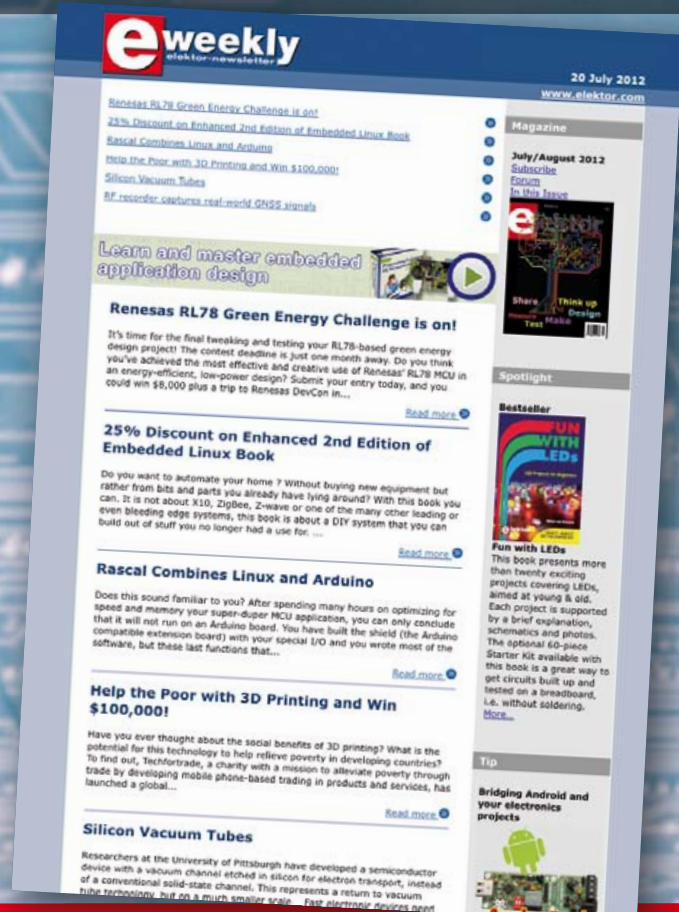 e weekly
elektor-newsletter
20 July 2012
www.elektor.com
Renesas RL78 Green Energy Challenge is on!
25% Discount on Enhanced 2nd Edition of Embedded Linux Book
Rascal Combines Linux and Arduino
Help the Poor with 3D Printing and Win $100,000!
Silicon Vacuum Tubes
RF recorder captures real-world GNSS signals
Learn and master embedded
application design
Renesas RL78 Green Energy Challenge is on!
It's time for the final tweaking and testing your RL78-based green energy
design project! The contest deadline is just one month away. Do you think
you've achieved the most effective and creative use of Renesas' RL78 MCU in
an energy-efficient, low-power design? Submit your entry today, and you
could win $8,000 plus a trip to Renesas DevCon in...
Read more
25% Discount on Enhanced 2nd Edition of
Embedded Linux Book
Do you want to automate your home ? Without buying new equipment but
rather from bits and parts you already have lying around? With this book you
can. It is not about X10, ZigBee, Z-wave or one of the many other leading or
even bleeding edge systems, this book is about a DIY system that you can
build out of stuff you no longer had a use for. ...
Read more
Rascal Combines Linux and Arduino
Does this sound familiar to you? After spending many hours on optimizing for
speed and memory your super-duper MCU application, you can only conclude
that it will not run on an Arduino board. You have built the shield (the Arduino
compatible extension board) with your special I/O and you wrote most of the
software, but these last functions that...
Read more
Help the Poor with 3D Printing and Win
$100,000!
Have you ever thought about the social benefits of 3D printing? What is the
potential for this technology to help relieve poverty in developing countries?
To find out, Techfortrade, a charity with a mission to alleviate poverty through
trade by developing mobile phone-based trading in products and services, has
launched a global...
Read more
Silicon Vacuum Tubes
Researchers at the University of Pittsburgh have developed a semiconductor
device with a vacuum channel etched in silicon for electron transport, instead
of a conventional solid-state channel. This represents a return to vacuum
tube technology, but on a much smaller scale. Fast electronic devices need
Magazine
July/August 2012
Subscribe
Forum
In this Issue
elektor
Share
Think up
Design
Make
Test
Spotlight
Bestseller
FUN
WITH
LEDs
Fun with LEDs
This book presents more
than twenty exciting
projects covering LEDs,
aimed at young & old.
Each project is supported
by a brief explanation,
schematics and photos.
The optional 60-piece
Starter Kit available with
this book is a great way to
get circuits built up and
tested on a breadboard,
i.e. without soldering.
More...
Tip
Bridging Android and
your electronics
projects